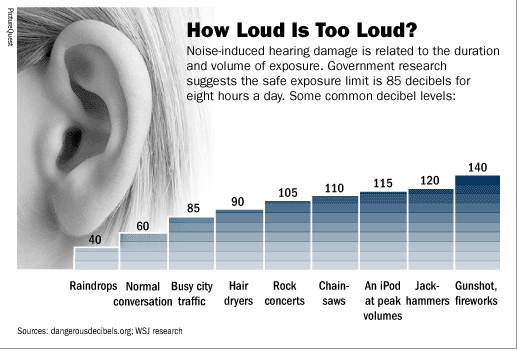 PictureQuest
How Loud Is Too Loud?
Noise-induced hearing damage is related to the duration
and volume of exposure. Government research
suggests the safe exposure limit is 85 decibels for
eight hours a day. Some common decibel levels:
40
60
85
90
105
110
115
120
140
Raindrops
Normal
conversation
Busy city
traffic
Hair
dryers
Rock
concerts
Chain-
saws
An iPod
at peak
volumes
Jack-
hammers
Gunshot,
fireworks
Sources: dangerousdecibels.org; WSJ research